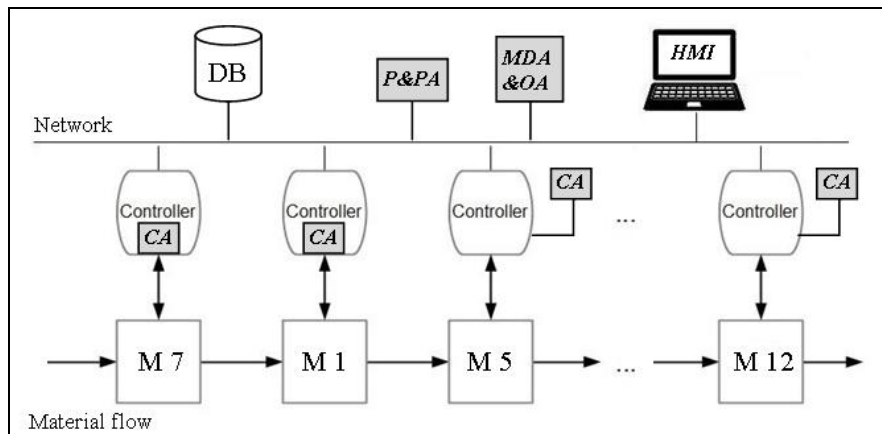 DB
P&PA
MDA
&OA
HMI
Network
Controller
CA
Controller
CA
Controller
CA
...
Controller
CA
M 7
M 1
M 5
...
M 12
Material flow